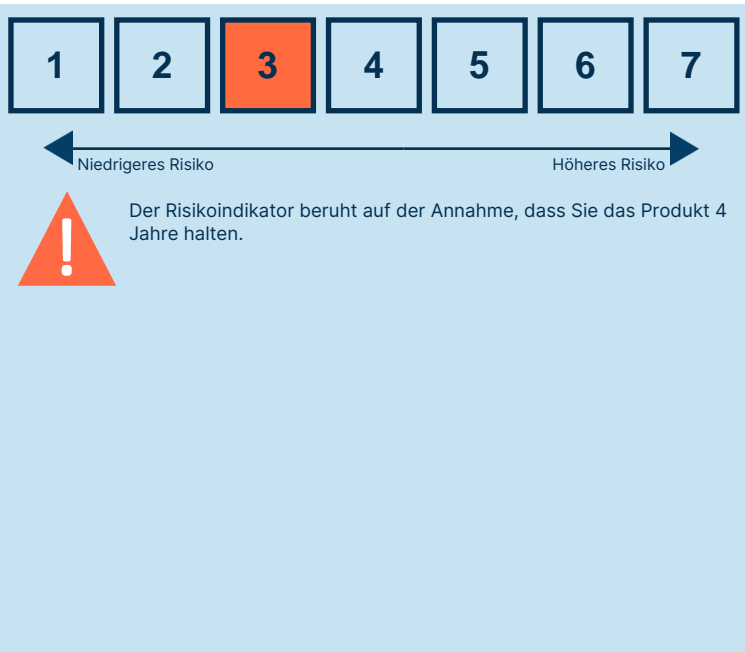 1 2 3 4 5 6 7
Niedrigeres Risiko Höheres Risiko
!
Der Risikoindikator beruht auf der Annahme, dass Sie das Produkt 4
Jahre halten.